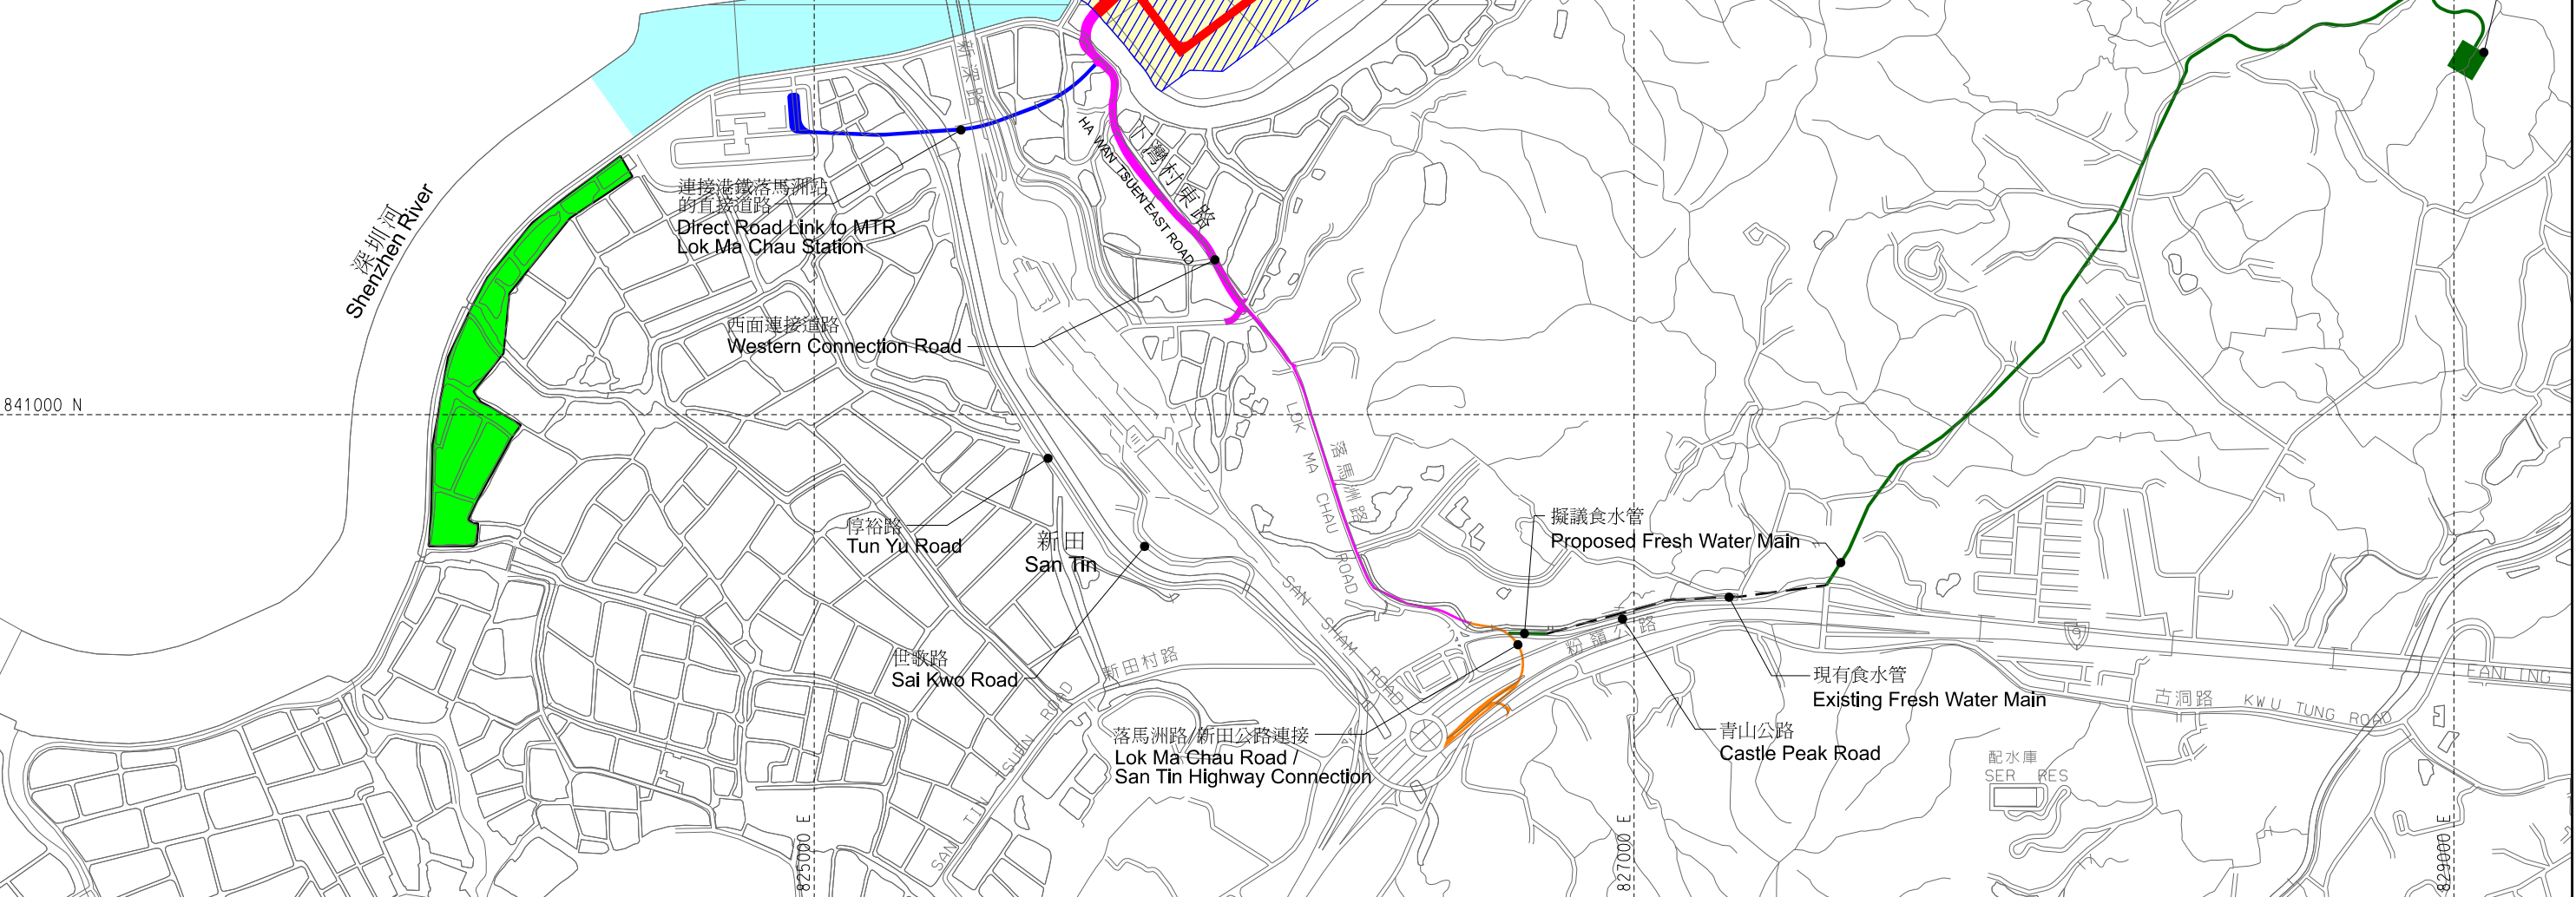 新深路
下灣村東路
HA WAN TSUEN EAST ROAD
連接港鐵落馬洲站
的直接道路
Direct Road Link to MTR
Lok Ma Chau Station
深圳河
Shenzhen River
西面連接道路
Western Connection Road
841000 N
LOK MA CHAU ROAD
落馬洲路
惇裕路
Tun Yu Road
新田
San Tin
擬議食水管
Proposed Fresh Water Main
SAN SHAM ROAD
粉嶺公路
世歌路
Sai Kwo Road
新田村路
SAN TIN TSUEN ROAD
現有食水管
Existing Fresh Water Main
FANLING
古洞路 KWU TUNG ROAD
落馬洲路/新田公路連接
Lok Ma Chau Road /
San Tin Highway Connection
青山公路
Castle Peak Road
配水庫
SER RES
825000 E
827000 E
829000 E